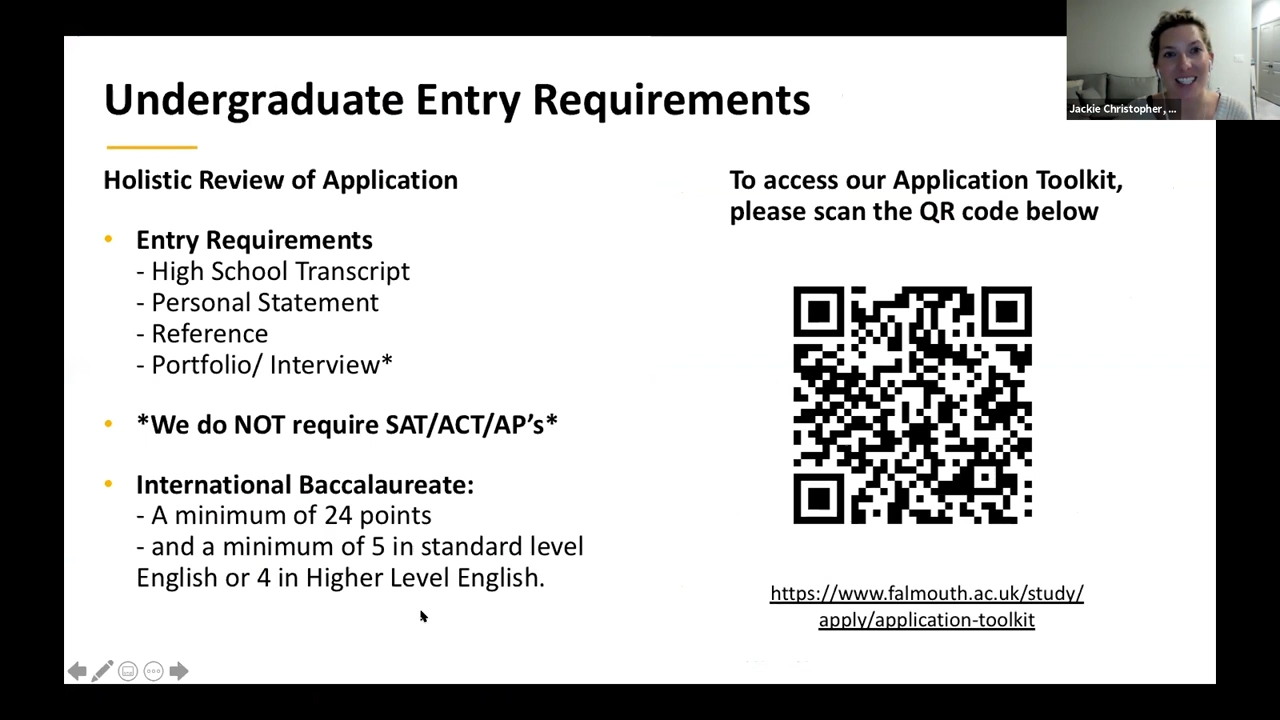 Undergraduate Entry Requirements
Jackie Christopher, ...
Holistic Review of Application
• Entry Requirements
- High School Transcript
- Personal Statement
- Reference
- Portfolio/ Interview*
• *We do NOT require SAT/ACT/AP’s*
• International Baccalaureate:
- A minimum of 24 points
- and a minimum of 5 in standard level
English or 4 in Higher Level English.
To access our Application Toolkit,
please scan the QR code below
https://www.falmouth.ac.uk/study/
apply/application-toolkit